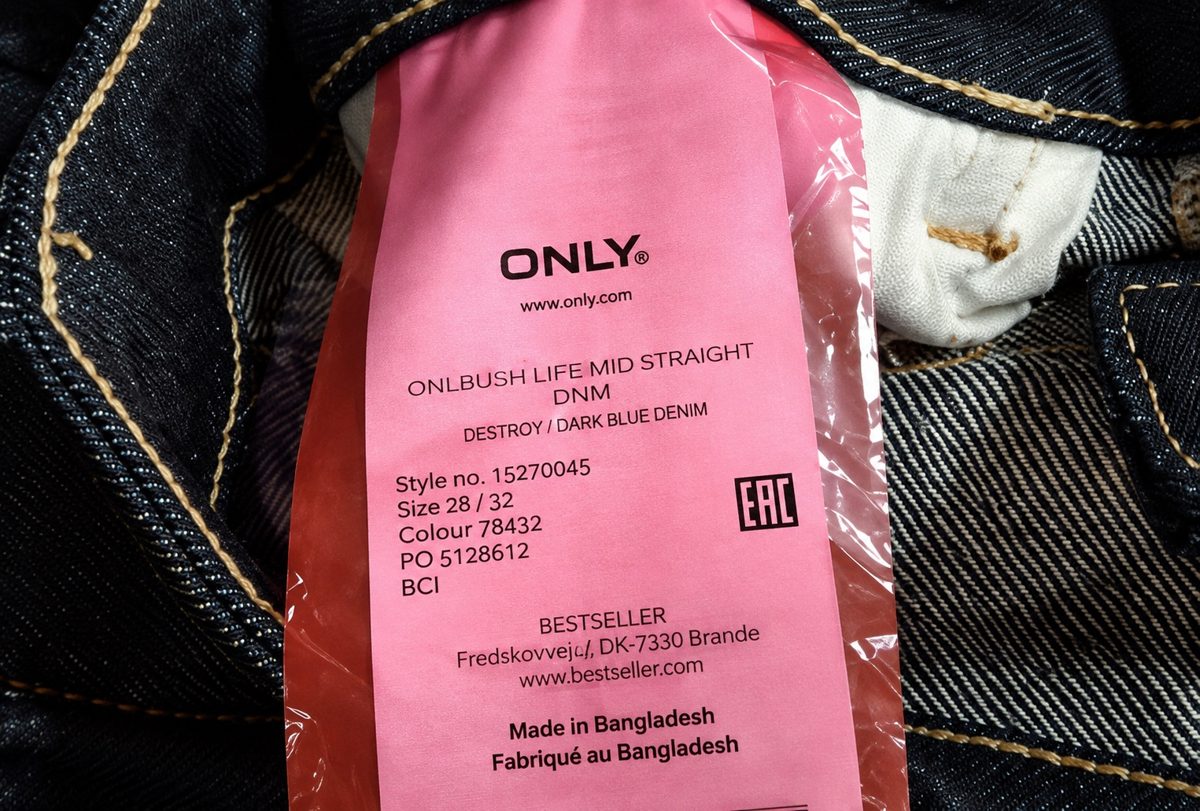 ONLY®
www.only.com
ONLBUSH LIFE MID STRAIGHT
DNM
DESTROY / DARK BLUE DENIM
Style no. 15270045
Size 28 / 32
Colour 78432
PO 5128612
BCI
EAC
BESTSELLER
DK-7330 Brande
www.bestseller.com
Made in Bangladesh
Fabriqué au Bangladesh